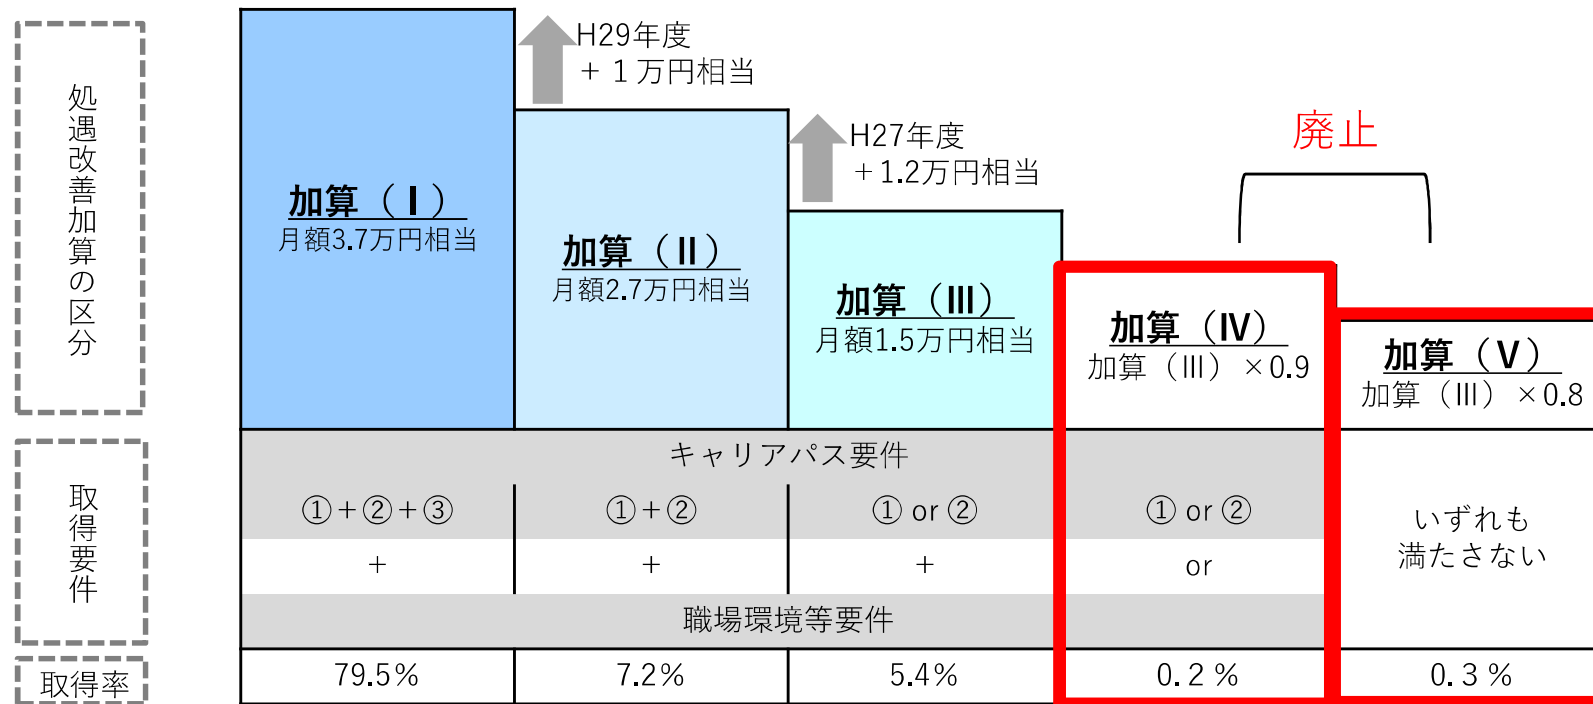 処遇改善加算の区分
H29年度
+ 1 万円相当
H27年度
+ 1.2万円相当
廃止
加算（Ⅰ）
月額3.7万円相当
加算（Ⅱ）
月額2.7万円相当
加算（Ⅲ）
月額1.5万円相当
加算（Ⅳ）
加算（Ⅲ）×0.9
加算（Ⅴ）
加算（Ⅲ）×0.8
取得要件
キャリアパス要件
①+②+③
①+②
① or ②
① or ②
いずれも
満たさない
+
+
+
or
職場環境等要件
取得率
79.5%
7.2%
5.4%
0.2 %
0.3 %